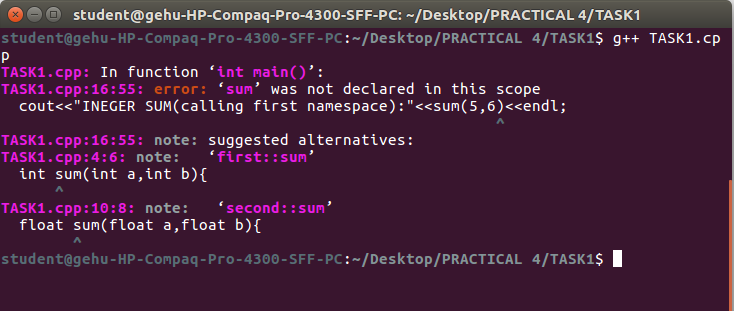 student@gehu-HP-Compaq-Pro-4300-SFF-PC: ~/Desktop/PRACTICAL 4/TASK1
student@gehu-HP-Compaq-Pro-4300-SFF-PC:~/Desktop/PRACTICAL 4/TASK1$ g++ TASK1.cp
p
TASK1.cpp: In function ‘int main()’:
TASK1.cpp:16:55: error: ‘sum’ was not declared in this scope
cout<<"INEGER SUM(calling first namespace):"<<sum(5,6)<<endl;
^
TASK1.cpp:16:55: note: suggested alternatives:
TASK1.cpp:4:6: note:   ‘first::sum’
int sum(int a,int b){
^
TASK1.cpp:10:8: note:   ‘second::sum’
float sum(float a,float b){
^
student@gehu-HP-Compaq-Pro-4300-SFF-PC:~/Desktop/PRACTICAL 4/TASK1$